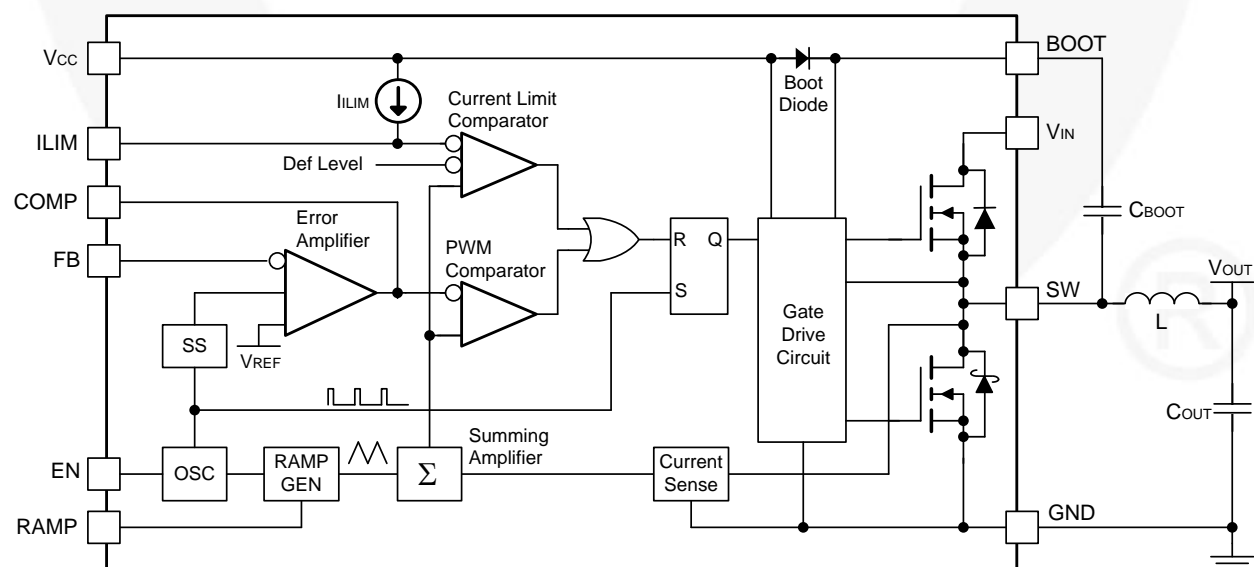 VCC
BOOT
IILIM
Current Limit
Comparator
Boot
Diode
ILIM
VIN
Def Level
COMP
CBOOT
Error
Amplifier
PWM
Comparator
R
Q
S
FB
SW
VOUT
L
SS
VREF
Gate
Drive
Circuit
COUT
EN
OSC
RAMP
GEN
Σ
Summing
Amplifier
Current
Sense
RAMP
GND
®